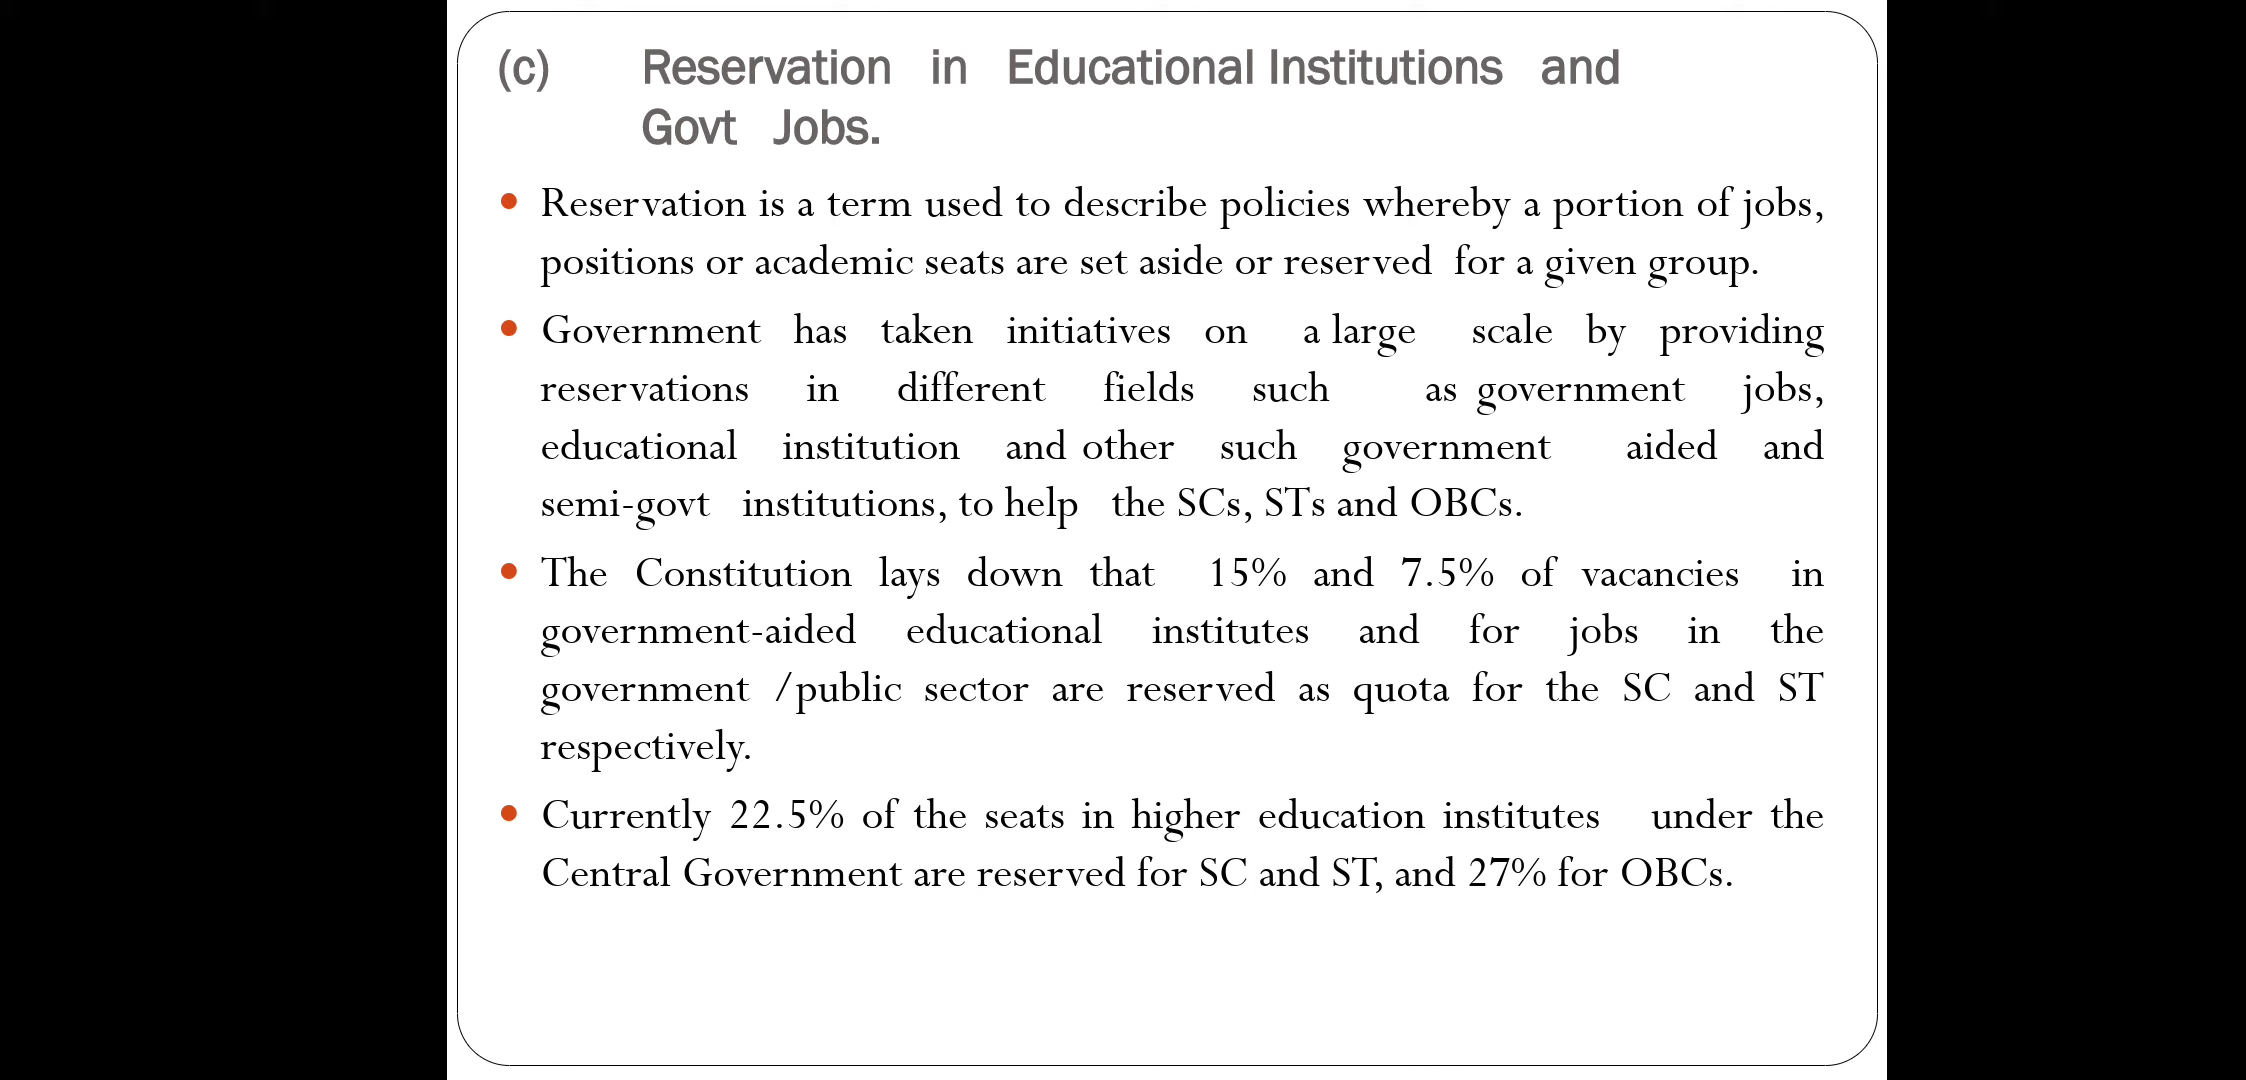 (c) Reservation in Educational Institutions and
Govt Jobs.
• Reservation is a term used to describe policies whereby a portion of jobs,
positions or academic seats are set aside or reserved for a given group.
• Government has taken initiatives on a large scale by providing
reservations in different fields such as government jobs,
educational institution and other such government aided and
semi-govt institutions, to help the SCs, STs and OBCs.
• The Constitution lays down that 15% and 7.5% of vacancies in
government-aided educational institutes and for jobs in the
government /public sector are reserved as quota for the SC and ST
respectively.
• Currently 22.5% of the seats in higher education institutes under the
Central Government are reserved for SC and ST, and 27% for OBCs.